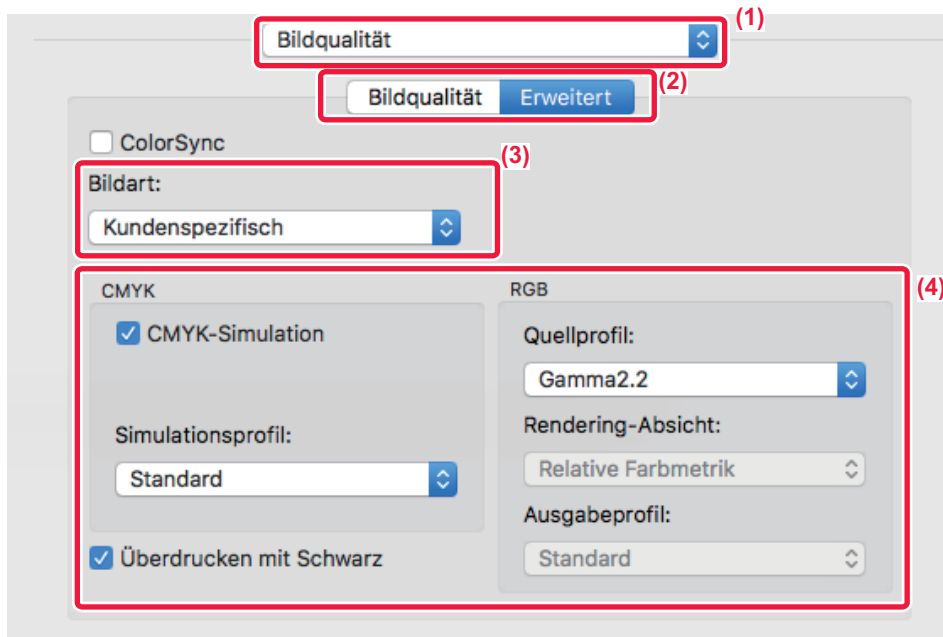 (1)
Bildqualität
(2)
Bildqualität Erweitert
ColorSync
(3)
Bildart:
Kundenspezifisch
(4)
CMYK
CMYK-Simulation
Simulationsprofil:
Standard
Überdrucken mit Schwarz
RGB
Quellprofil:
Gamma2.2
Rendering-Absicht:
Relative Farbmetrik
Ausgabeprofil:
Standard